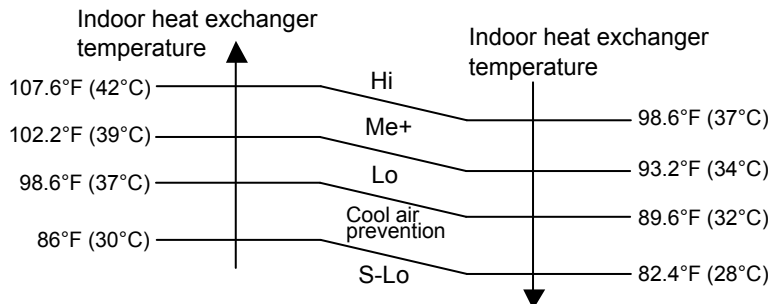 Indoor heat exchanger
temperature
Indoor heat exchanger
temperature
107.6°F (42°C)
Hi
98.6°F (37°C)
Me+
102.2°F (39°C)
93.2°F (34°C)
Lo
98.6°F (37°C)
89.6°F (32°C)
Cool air
prevention
86°F (30°C)
S-Lo
82.4°F (28°C)